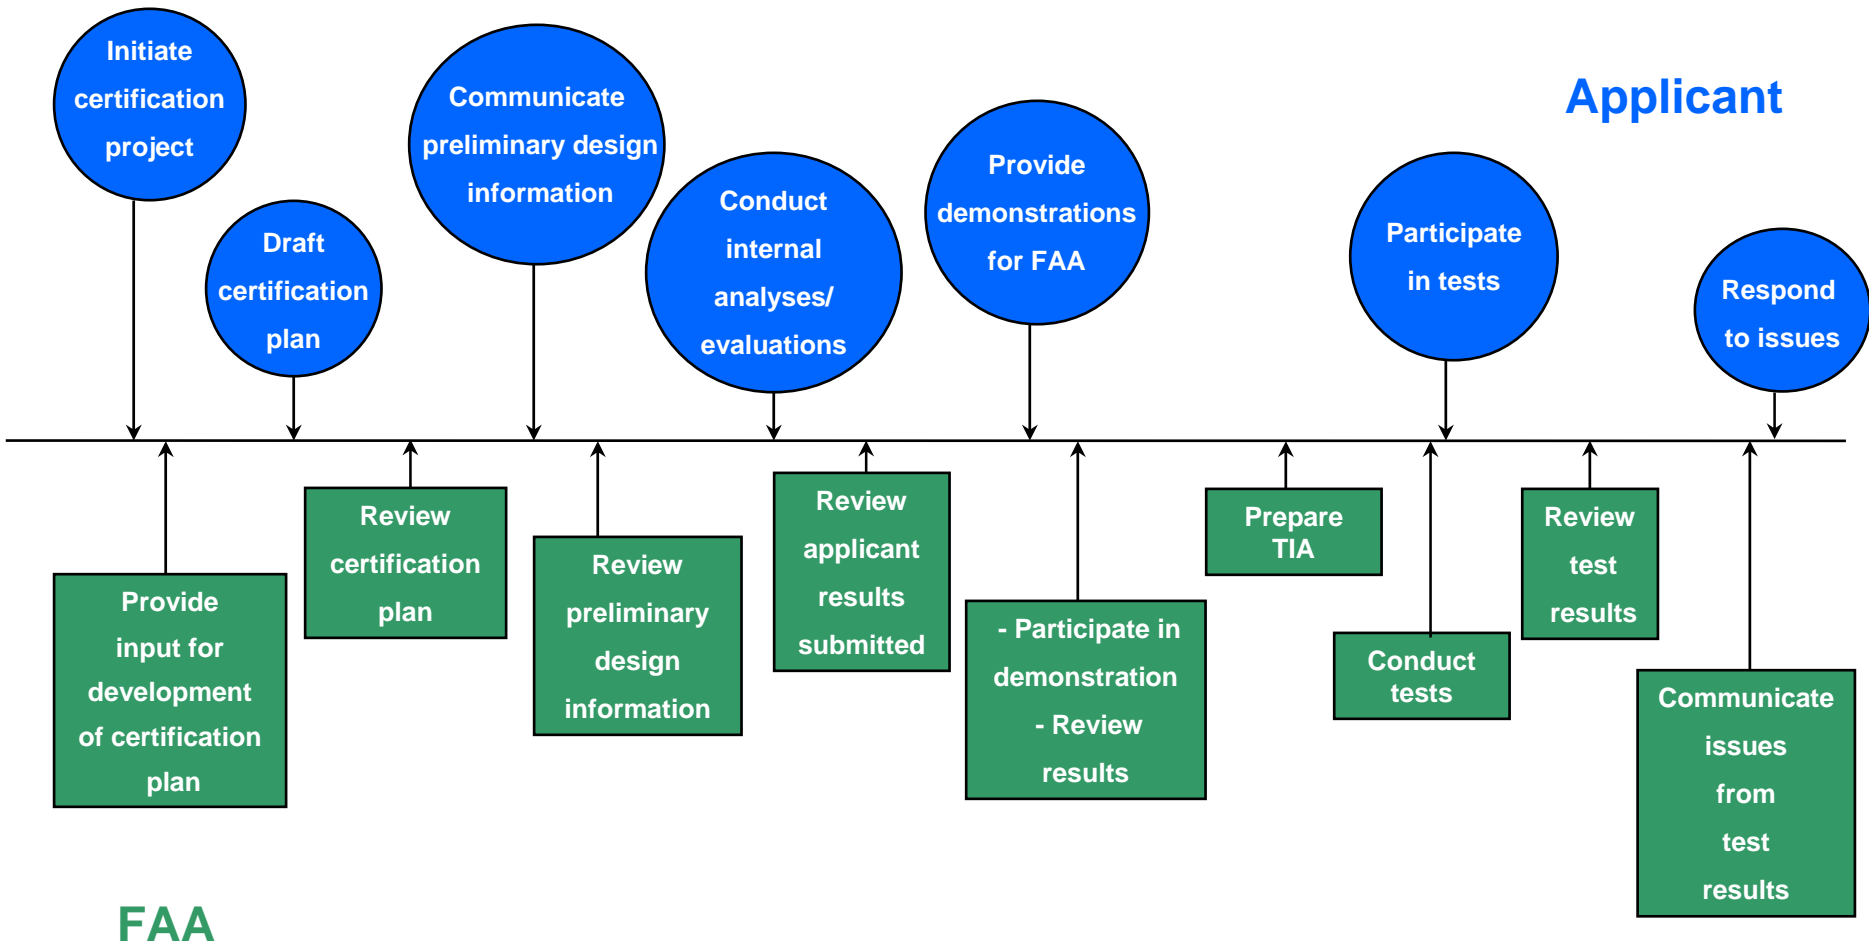 Initiate
certification
project
Draft
certification
plan
Communicate
preliminary design
information
Conduct
internal
analyses/
evaluations
Provide
demonstrations
for FAA
Applicant
Participate
in tests
Respond
to issues
Provide
input for
development
of certification
plan
Review
certification
plan
Review
preliminary
design
information
Review
applicant
results
submitted
- Participate in
demonstration
- Review
results
Prepare
TIA
Conduct
tests
Review
test
results
Communicate
issues
from
test
results
FAA